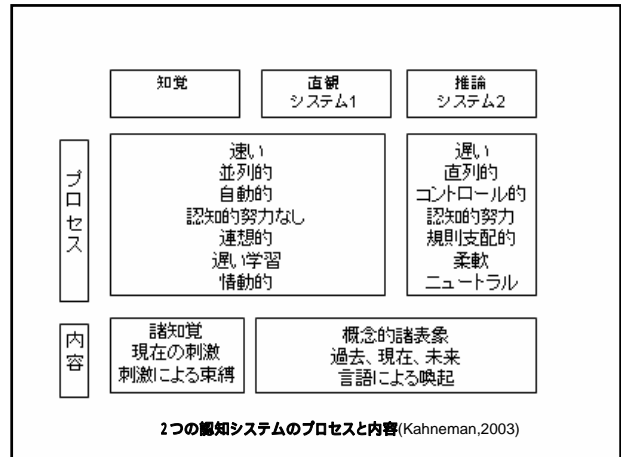 知覚
直観
システム1
推論
システム2
プロセス
速い
並列的
自動的
認知的努力なし
連想的
遅い学習
情動的
遅い
直列的
コントロール的
認知的努力
規則支配的
柔軟
ニュートラル
内容
諸知覚
現在の刺激
刺激による束縛
概念的諸表象
過去、現在、未来
言語による喚起
2つの認知システムのプロセスと内容(Kahneman,2003)